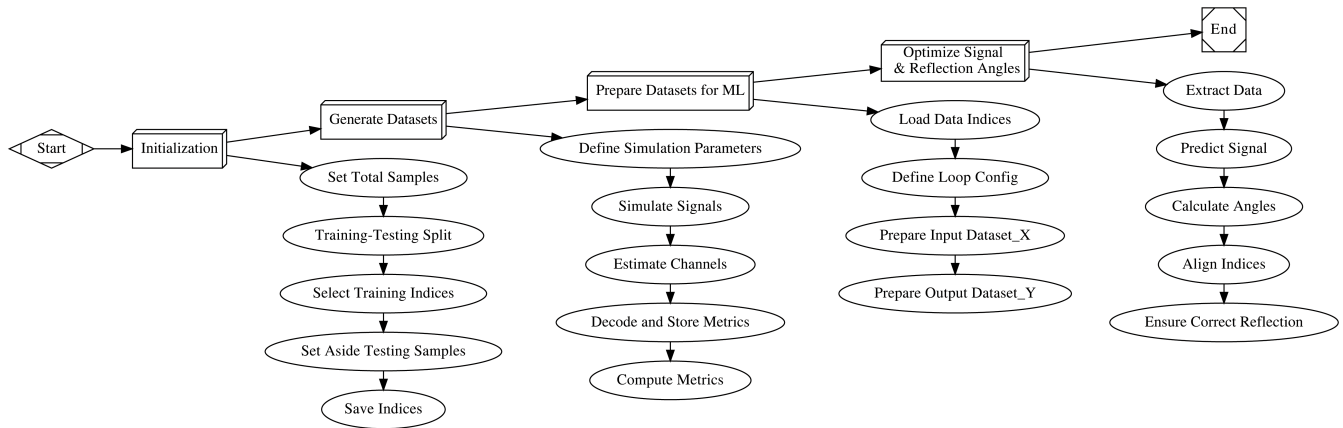 Start
Initialization
Set Total Samples
Training-Testing Split
Select Training Indices
Set Aside Testing Samples
Save Indices
Generate Datasets
Define Simulation Parameters
Simulate Signals
Estimate Channels
Decode and Store Metrics
Compute Metrics
Prepare Datasets for ML
Load Data Indices
Define Loop Config
Prepare Input Dataset_X
Prepare Output Dataset_Y
Optimize Signal
& Reflection Angles
Extract Data
Predict Signal
Calculate Angles
Align Indices
Ensure Correct Reflection
End